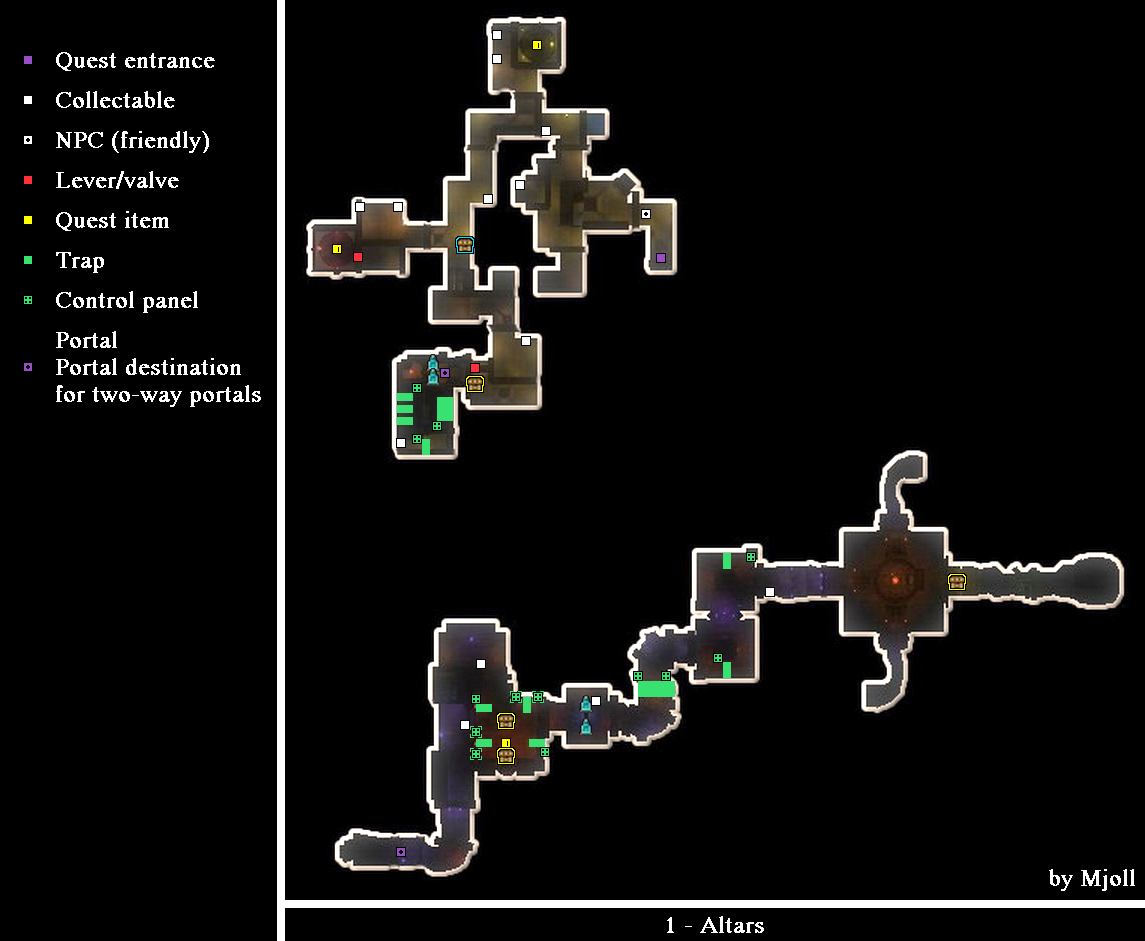 Quest entrance
Collectable
NPC (friendly)
Lever/valve
Quest item
Trap
Control panel
Portal
Portal destination
for two-way portals
by Mjoll
1 - Altars